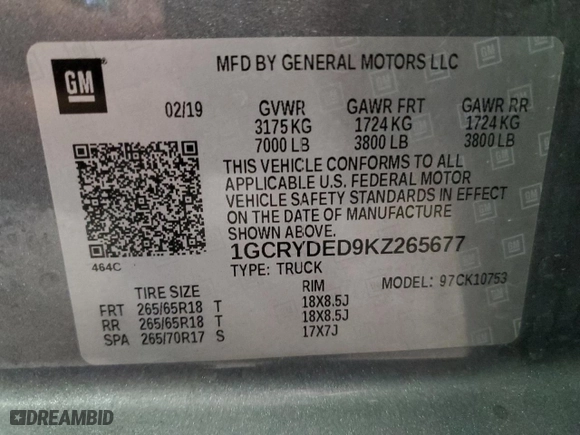 GM
MFD BY GENERAL MOTORS LLC
02/19 GVWR GAWR FRT GAWR RR
3175 KG 1724 KG 1724 KG
7000 LB 3800 LB 3800 LB
THIS VEHICLE CONFORMS TO ALL
APPLICABLE U.S. FEDERAL MOTOR
VEHICLE SAFETY STANDARDS IN EFFECT
ON THE DATE OF MANUFACTURE
SHOWN ABOVE.
464C
1GCRYDED9KZ265677
TYPE: TRUCK MODEL: 97CK10753
TIRE SIZE RIM
FRT 265/65R18 T 18X8.5J
RR 265/65R18 T 18X8.5J
SPA 265/70R17 S 17X7J
DREAMBID